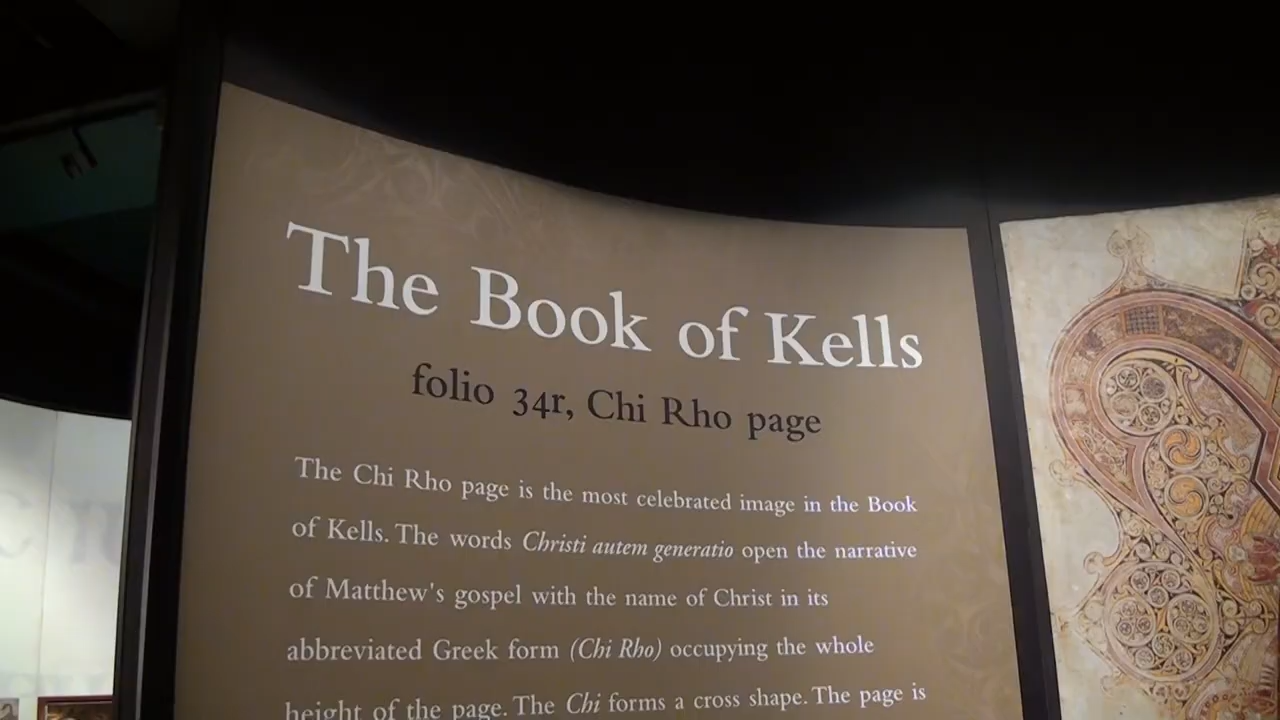 The Book of Kells
folio 34r, Chi Rho page
The Chi Rho page is the most celebrated image in the Book
of Kells. The words Christi autem generatio open the narrative
of Matthew's gospel with the name of Christ in its
abbreviated Greek form (Chi Rho) occupying the whole
height of the page. The Chi forms a cross shape. The page is